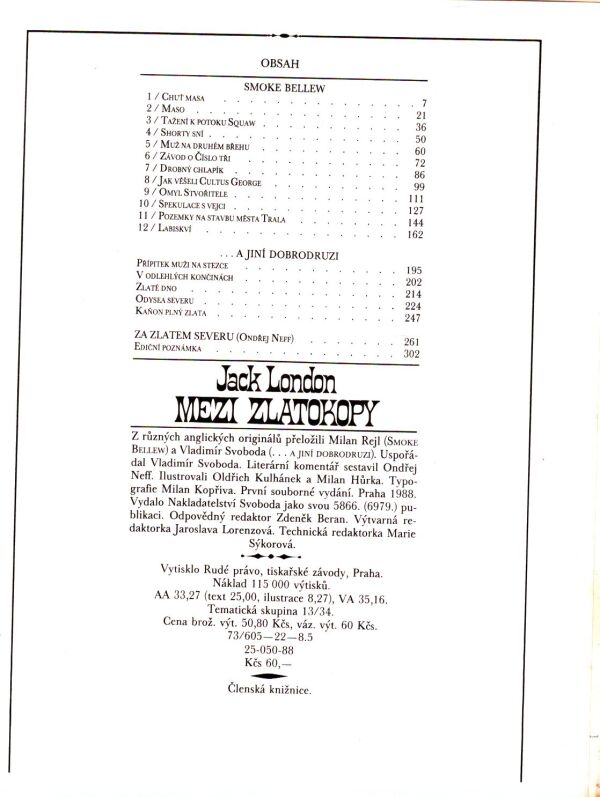 OBSAH
SMOKE BELLEW
1 / Chuť masa . . . . . . . . . . . . . . . 7
2 / Maso . . . . . . . . . . . . . . . 21
3 / Tažení k potoku Squaw . . . . . . . . . . . . 36
4 / Shorty sní . . . . . . . . . . . . . . . 50
5 / Muž na druhém břehu . . . . . . . . . . . . 60
6 / Závod o Číslo tři . . . . . . . . . . . . . 72
7 / Drobný chlapík . . . . . . . . . . . . . 86
8 / Jak věšeli Cultus George . . . . . . . . . . . 99
9 / Omyl Stvořitele . . . . . . . . . . . . . 111
10 / Spekulace s vejci . . . . . . . . . . . . . 127
11 / Pozemky na stavbu města Trala . . . . . . . . . 144
12 / Labiskví . . . . . . . . . . . . . . . 162
. . . A JINÍ DOBRODRUZI
Přípitek muži na stezce . . . . . . . . . . . . 195
V odlehlých končinách . . . . . . . . . . . . 202
Zlaté dno . . . . . . . . . . . . . . . 214
Odysea severu . . . . . . . . . . . . . . 224
Kaňon plný zlata . . . . . . . . . . . . . 247
ZA ZLATEM SEVERU (Ondřej Neff) . . . . . . . 261
Ediční poznámka . . . . . . . . . . . . . 302
Jack London
MEZI ZLATOKOPY
Z různých anglických originálů přeložili Milan Rejl (Smoke
Bellew) a Vladimír Svoboda (. . . a jiní dobrodruzi). Uspořá-
dal Vladimír Svoboda. Literární komentář sestavil Ondřej
Neff. Ilustrovali Oldřich Kulhánek a Milan Hůrka. Typo-
grafie Milan Kopřiva. První souborné vydání. Praha 1988.
Vydalo Nakladatelství Svoboda jako svou 5866. (6979.) pu-
blikaci. Odpovědný redaktor Zdeněk Beran. Výtvarná re-
daktorka Jaroslava Lorenzová. Technická redaktorka Marie
Sýkorová.
Vytisklo Rudé právo, tiskařské závody, Praha.
Náklad 115 000 výtisků.
AA 33,27 (text 25,00, ilustrace 8,27), VA 35,16.
Tematická skupina 13/34.
Cena brož. výt. 50,80 Kčs, váz. výt. 60 Kčs.
73/605—22—8.5
25-050-88
Kčs 60,—
Členská knižnice.